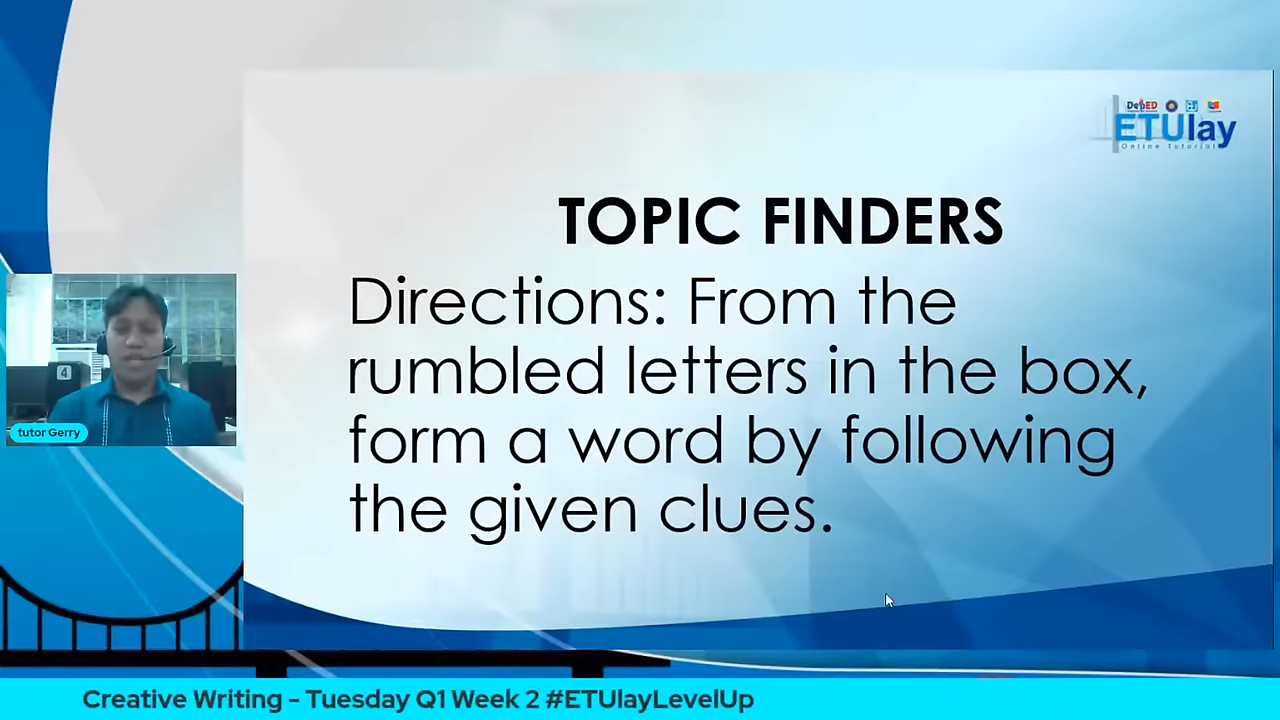 DepED
ETUlay
Online Tutorial
TOPIC FINDERS
Directions: From the
rumbled letters in the box,
form a word by following
the given clues.
4
tutor Gerry
Creative Writing - Tuesday Q1 Week 2 #ETUlayLevelUp